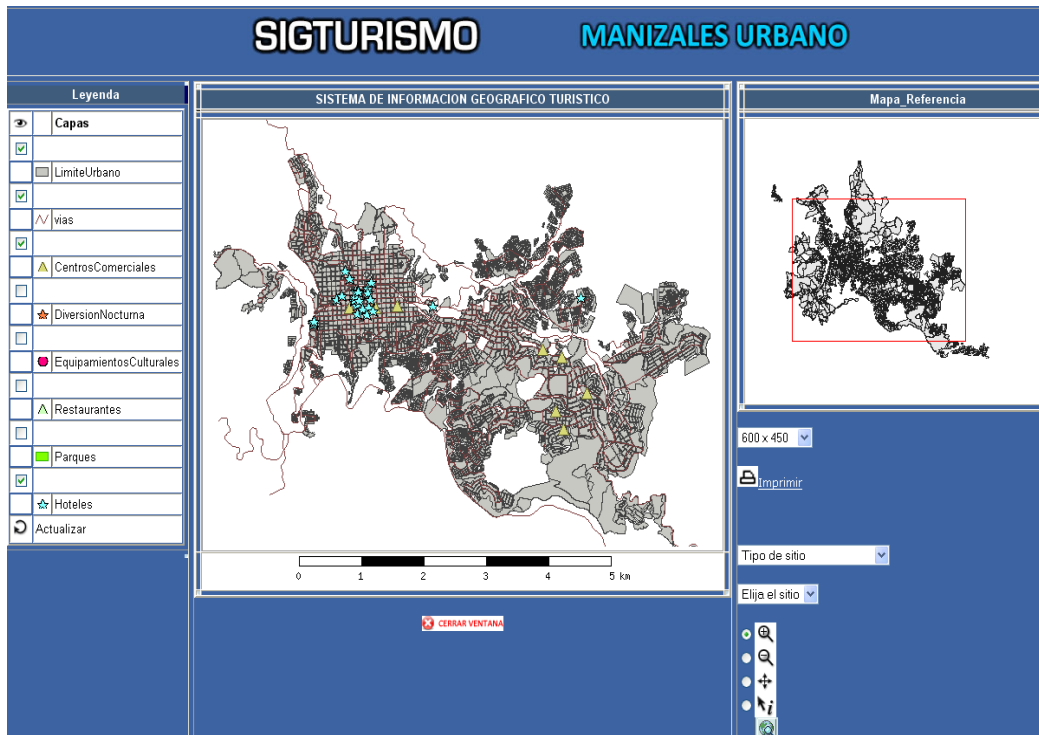 SIGTURISMO MANIZALES URBANO
Leyenda
Capas
LimiteUrbano
vias
CentrosComerciales
DiversionNocturna
EquipamientosCulturales
Restaurantes
Parques
Hoteles
Actualizar
SISTEMA DE INFORMACION GEOGRAFICO TURISTICO
0 1 2 3 4 5 km
CERRAR VENTANA
Mapa_Referencia
600 x 450
Imprimir
Tipo de sitio
Elija el sitio